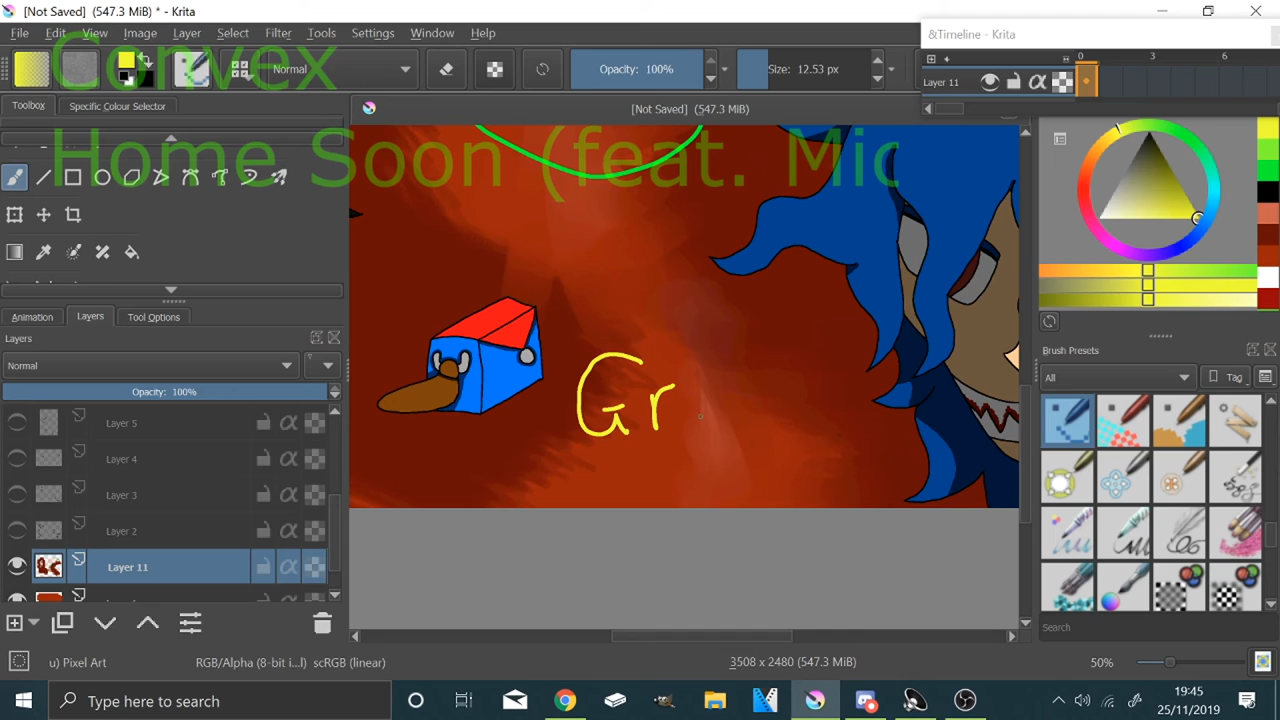 [Not Saved] (547.3 MiB) * - Krita
File Edit View Image Layer Select Filter Tools Settings Window Help
&Timeline - Krita
Convex
Normal
Opacity: 100%
Size: 12.53 px
0 3 6
Layer 11
Toolbox
Specific Colour Selector
[Not Saved] (547.3 MiB)
Home Soon (feat. Mic
Animation
Layers
Tool Options
Layers
Normal
Opacity: 100%
Layer 5
Layer 4
Layer 3
Layer 2
Layer 11
Gr
Brush Presets
All
Tag
Search
u) Pixel Art
RGB/Alpha (8-bit i...l) scRGB (linear)
3508 x 2480 (547.3 MiB)
50%
Type here to search
19:45
25/11/2019